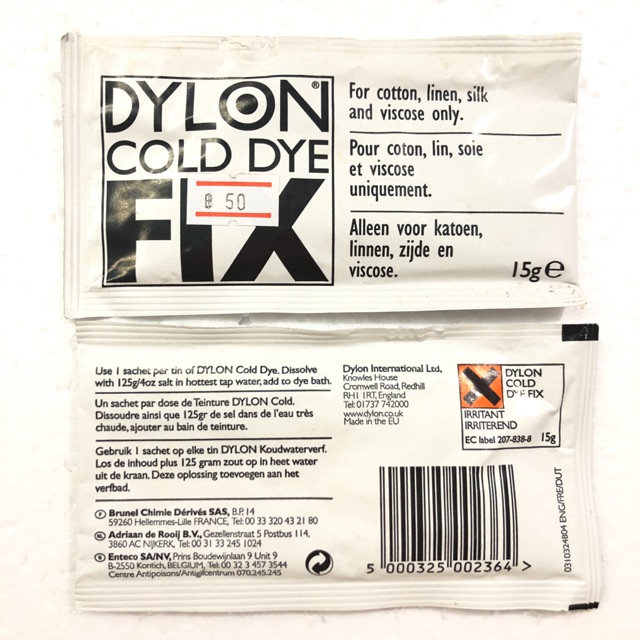 DYLON®
COLD DYE
FIX
฿ 50
For cotton, linen, silk
and viscose only.
Pour coton, lin, soie
et viscose
uniquement.
Alleen voor katoen,
linnen, zijde en
viscose.
15g ℮
Use 1 sachet per tin of DYLON Cold Dye. Dissolve
with 125g/4oz salt in hottest tap water, add to dye bath.
Un sachet par dose de Teinture DYLON Cold.
Dissoudre ainsi que 125gr de sel dans de l'eau très
chaude, ajouter au bain de teinture.
Gebruik 1 sachet op elke tin DYLON Koudwaterverf.
Los de inhoud plus 125 gram zout op in heet water
uit de kraan. Deze oplossing toevoegen aan het
verfbad.
F Brunel Chimie Dérivés SAS, B.P. 14
59260 Hellemmes-Lille FRANCE, Tel: 00 33 320 43 21 80
NL Adriaan de Rooij B.V., Gezellenstraat 5 Postbus 114,
3860 AC NIJKERK, Tel: 00 31 33 245 1024
B Enteco SA/NV, Prins Boudewijnlaan 9 Unit 9
B-2550 Kontich, BELGIUM, Tel: 00 32 3 457 3544
Centre Antipoisons/Antigifcentrum 070.245.245
Dylon International Ltd,
Knowles House
Cromwell Road, Redhill
RH1 1RT, England
Tel: 01737 742000
www.dylon.co.uk
Made in the EU
DYLON
COLD
DYE FIX
IRRITANT
IRRITEREND
EC label 207-838-8 15g
5 000325 002364 >
0310324804 ENG/FRE/DUT